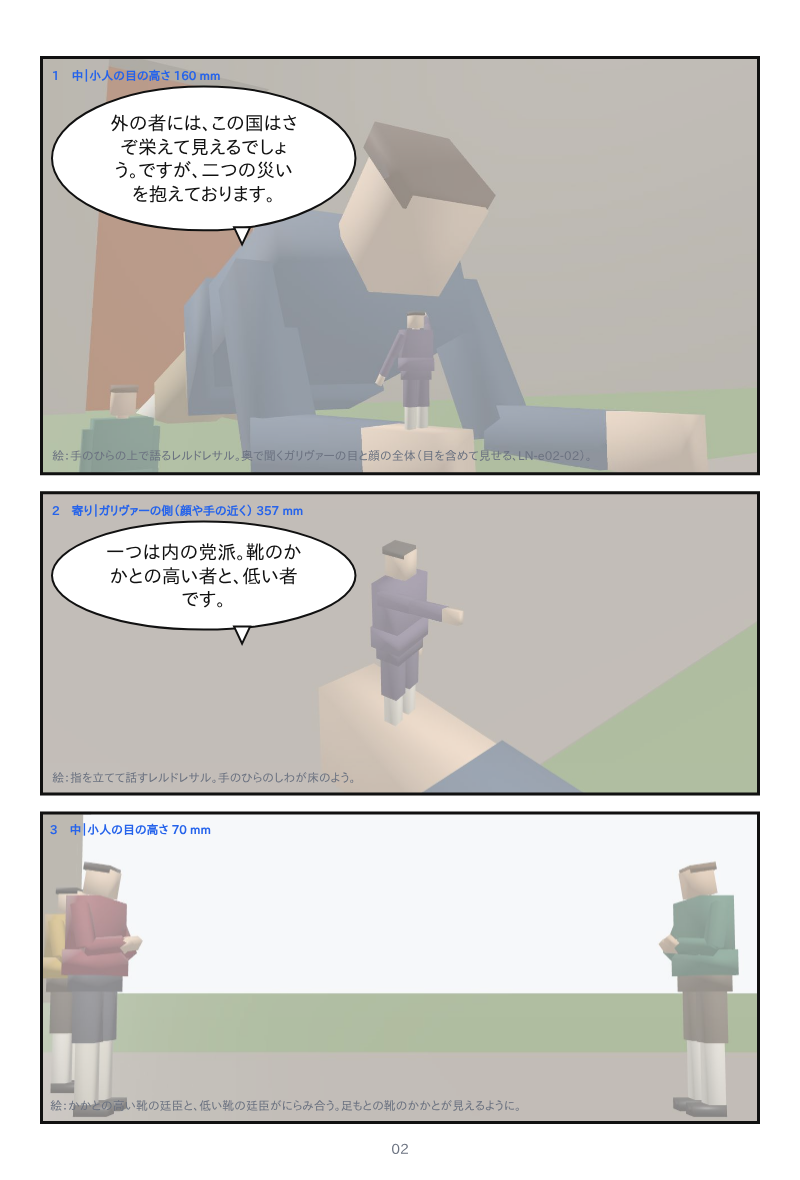 1 中|小人の目の高さ 160 mm
外の者には、この国はさ
ぞ栄えて見えるでしょ
う。ですが、二つの災い
を抱えております。
絵:手のひらの上で語るレルドレサル。奥で聞くガリヴァーの目と顔の全体(目を含めて見せる、LN-e02-02)。
2 寄り|ガリヴァーの側(顔や手の近く) 357 mm
一つは内の党派。靴のか
かとの高い者と、低い者
です。
絵:指を立てて話すレルドレサル。手のひらのしわが床のよう。
3 中|小人の目の高さ 70 mm
絵:かかとの高い靴の廷臣と、低い靴の廷臣がにらみ合う。足もとの靴のかかとが見えるように。
02